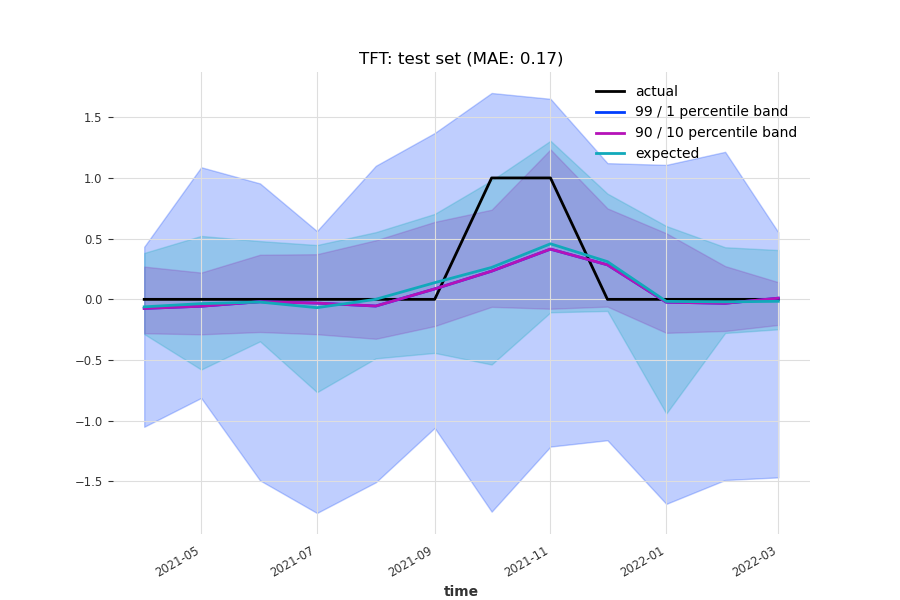 TFT: test set (MAE: 0.17)
actual
99 / 1 percentile band
90 / 10 percentile band
expected
1.5
1.0
0.5
0.0
−0.5
−1.0
−1.5
2021-05
2021-07
2021-09
2021-11
2022-01
2022-03
time